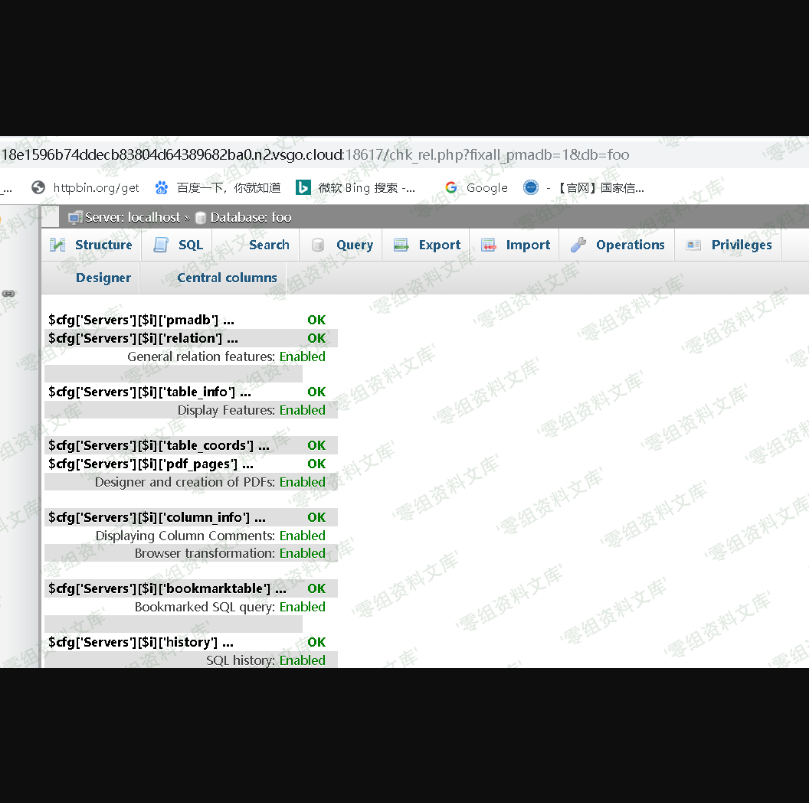 18e1596b74ddecb83804d64389682ba0.n2.vsgo.cloud:18617/chk_rel.php?fixall_pmadb=1&db=foo
... httpbin.org/get 百度一下，你就知道 微软 Bing 搜索 -... Google - 【官网】国家信...
Server: localhost » Database: foo
Structure SQL Search Query Export Import Operations Privileges
Designer Central columns
$cfg['Servers'][$i]['pmadb'] ... OK
$cfg['Servers'][$i]['relation'] ... OK
General relation features: Enabled
$cfg['Servers'][$i]['table_info'] ... OK
Display Features: Enabled
$cfg['Servers'][$i]['table_coords'] ... OK
$cfg['Servers'][$i]['pdf_pages'] ... OK
Designer and creation of PDFs: Enabled
$cfg['Servers'][$i]['column_info'] ... OK
Displaying Column Comments: Enabled
Browser transformation: Enabled
$cfg['Servers'][$i]['bookmarktable'] ... OK
Bookmarked SQL query: Enabled
$cfg['Servers'][$i]['history'] ... OK
SQL history: Enabled
'零组资料文库'